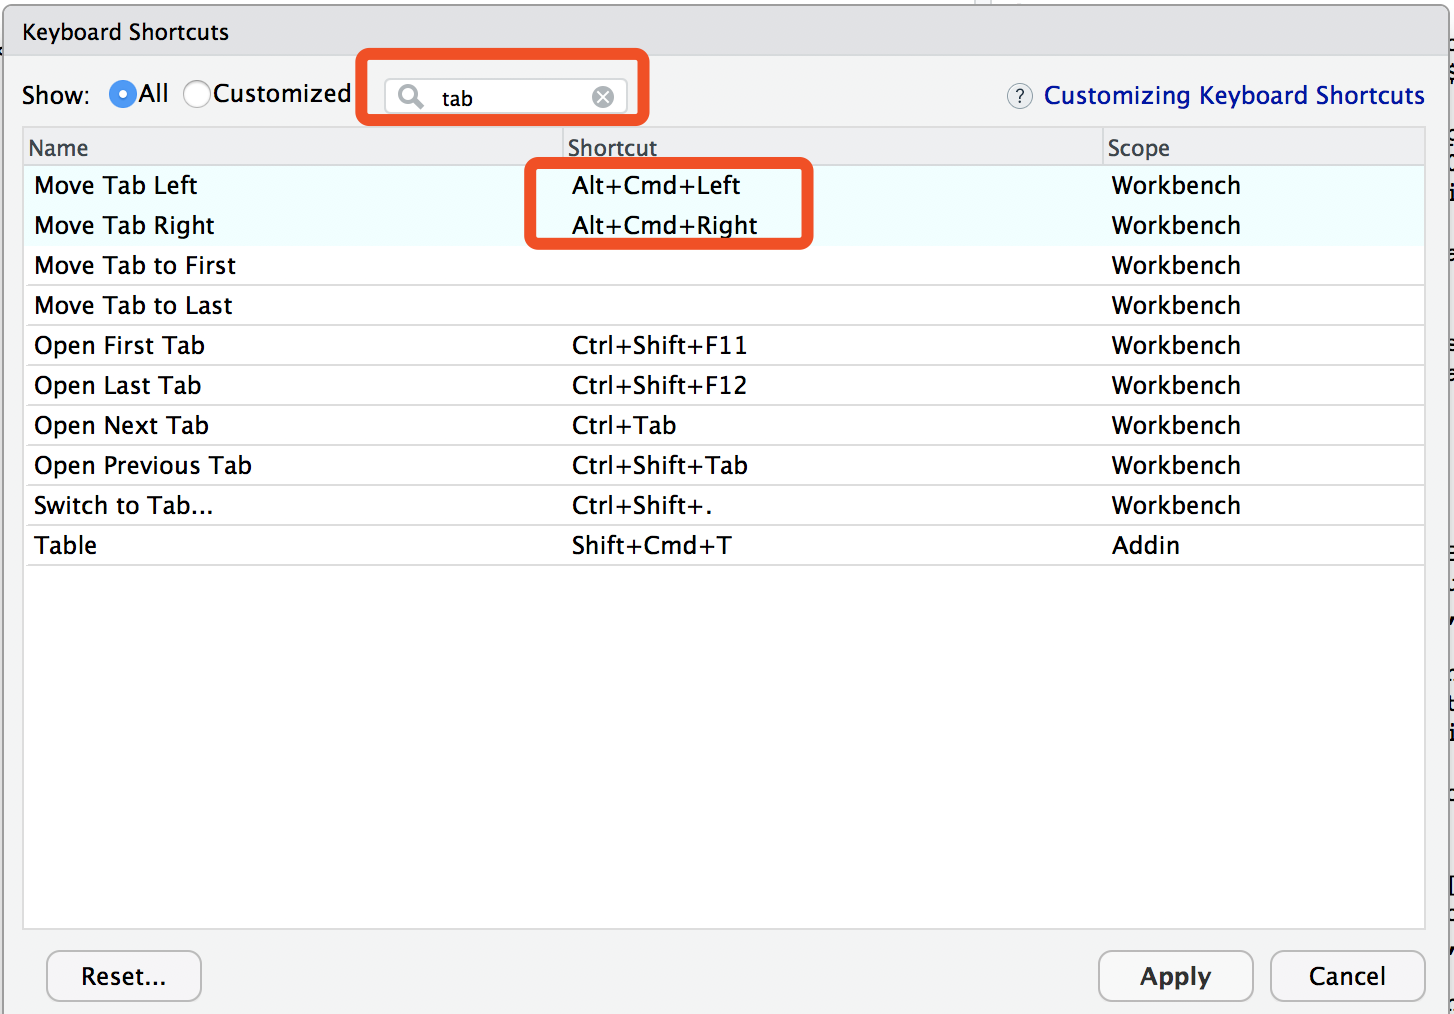 Keyboard Shortcuts
Show: All Customized tab ? Customizing Keyboard Shortcuts
Name Shortcut Scope
Move Tab Left Alt+Cmd+Left Workbench
Move Tab Right Alt+Cmd+Right Workbench
Move Tab to First Workbench
Move Tab to Last Workbench
Open First Tab Ctrl+Shift+F11 Workbench
Open Last Tab Ctrl+Shift+F12 Workbench
Open Next Tab Ctrl+Tab Workbench
Open Previous Tab Ctrl+Shift+Tab Workbench
Switch to Tab... Ctrl+Shift+. Workbench
Table Shift+Cmd+T Addin
Reset... Apply Cancel